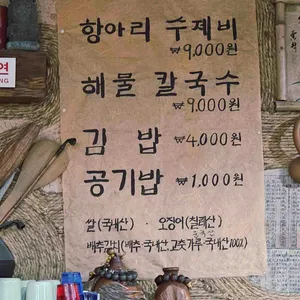 항아리 수제비
₩9,000원
해물 칼국수
₩9,000원
김 밥 ₩4,000원
공기밥 ₩1,000원
쌀(국내산) · 오징어(칠레산)
배추김치(배추:국내산, 고춧가루:국내산100%)
연
NG